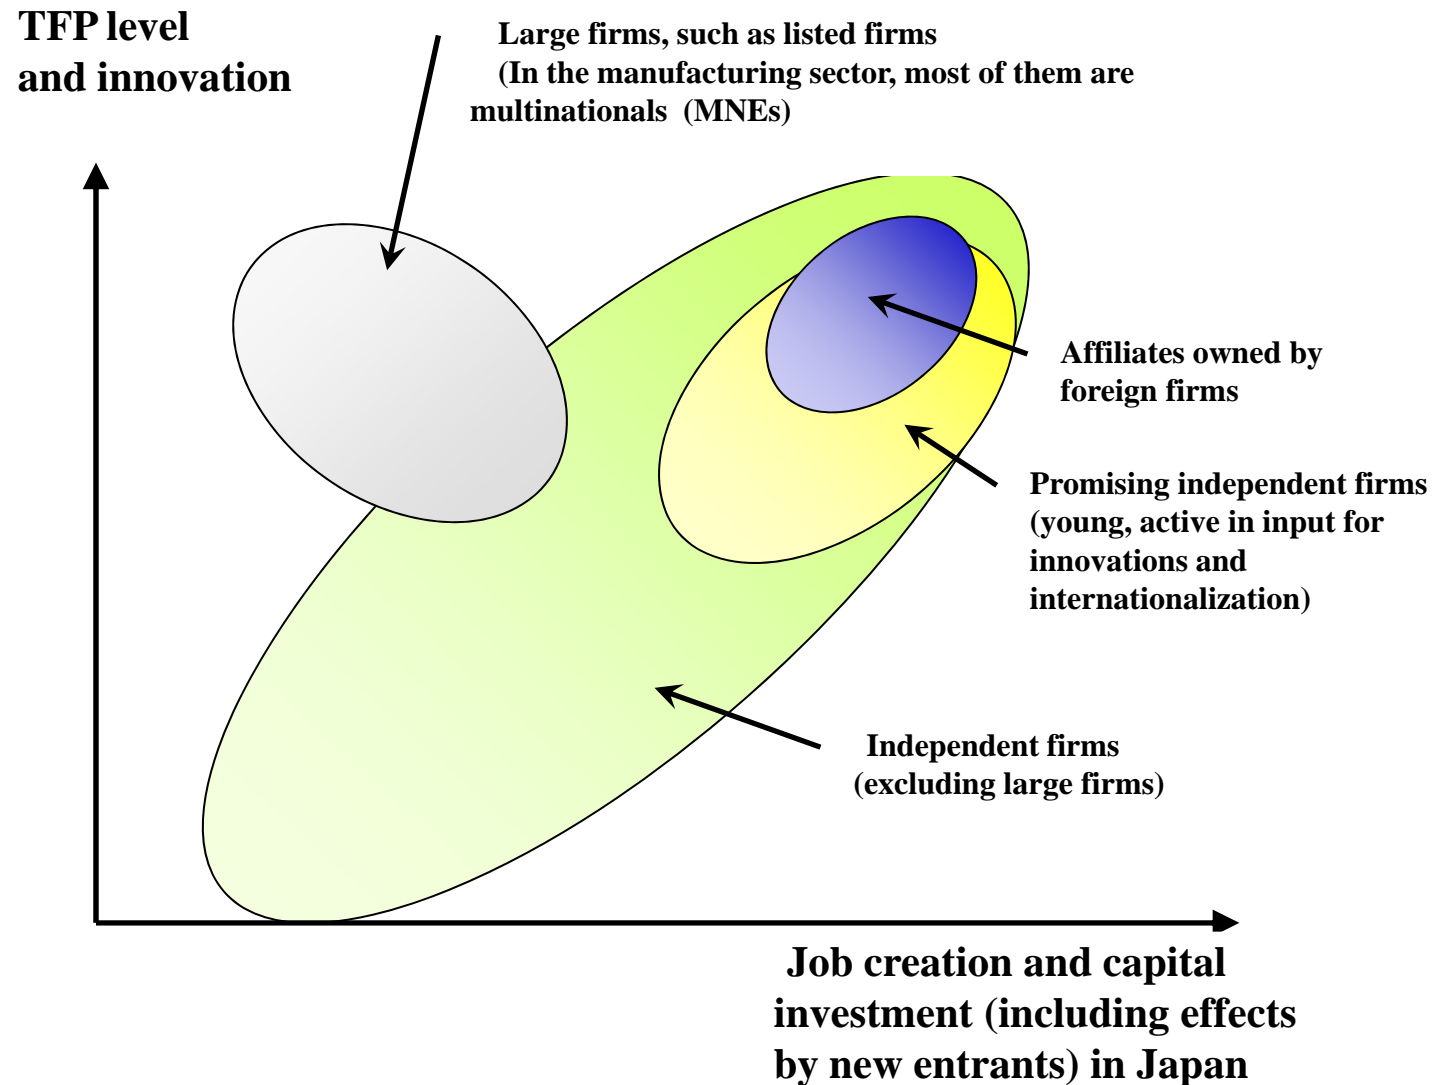 TFP level
and innovation
Large firms, such as listed firms
(In the manufacturing sector, most of them are
multinationals (MNEs)
Affiliates owned by
foreign firms
Promising independent firms
(young, active in input for
innovations and
internationalization)
Independent firms
(excluding large firms)
Job creation and capital
investment (including effects
by new entrants) in Japan